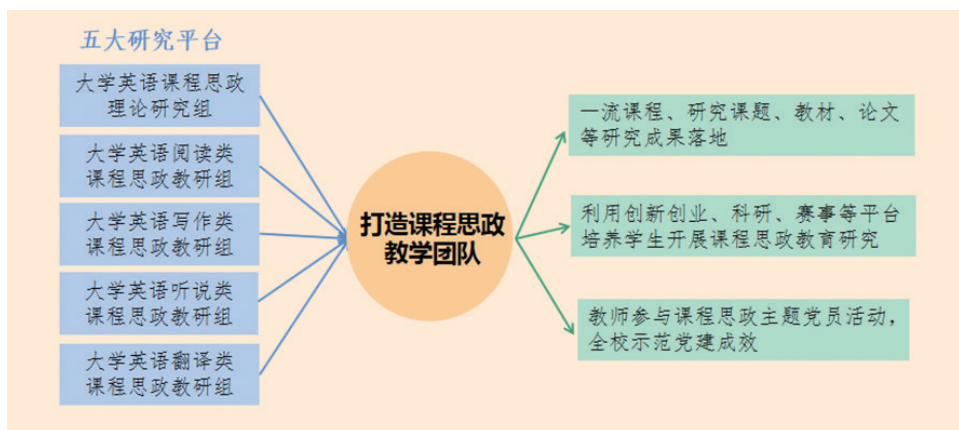 五大研究平台
大学英语课程思政
理论研究组
大学英语阅读类
课程思政教研组
大学英语写作类
课程思政教研组
大学英语听说类
课程思政教研组
大学英语翻译类
课程思政教研组
打造课程思政
教学团队
一流课程、研究课题、教材、论文
等研究成果落地
利用创新创业、科研、赛事等平台
培养学生开展课程思政教育研究
教师参与课程思政主题党员活动，
全校示范党建成效